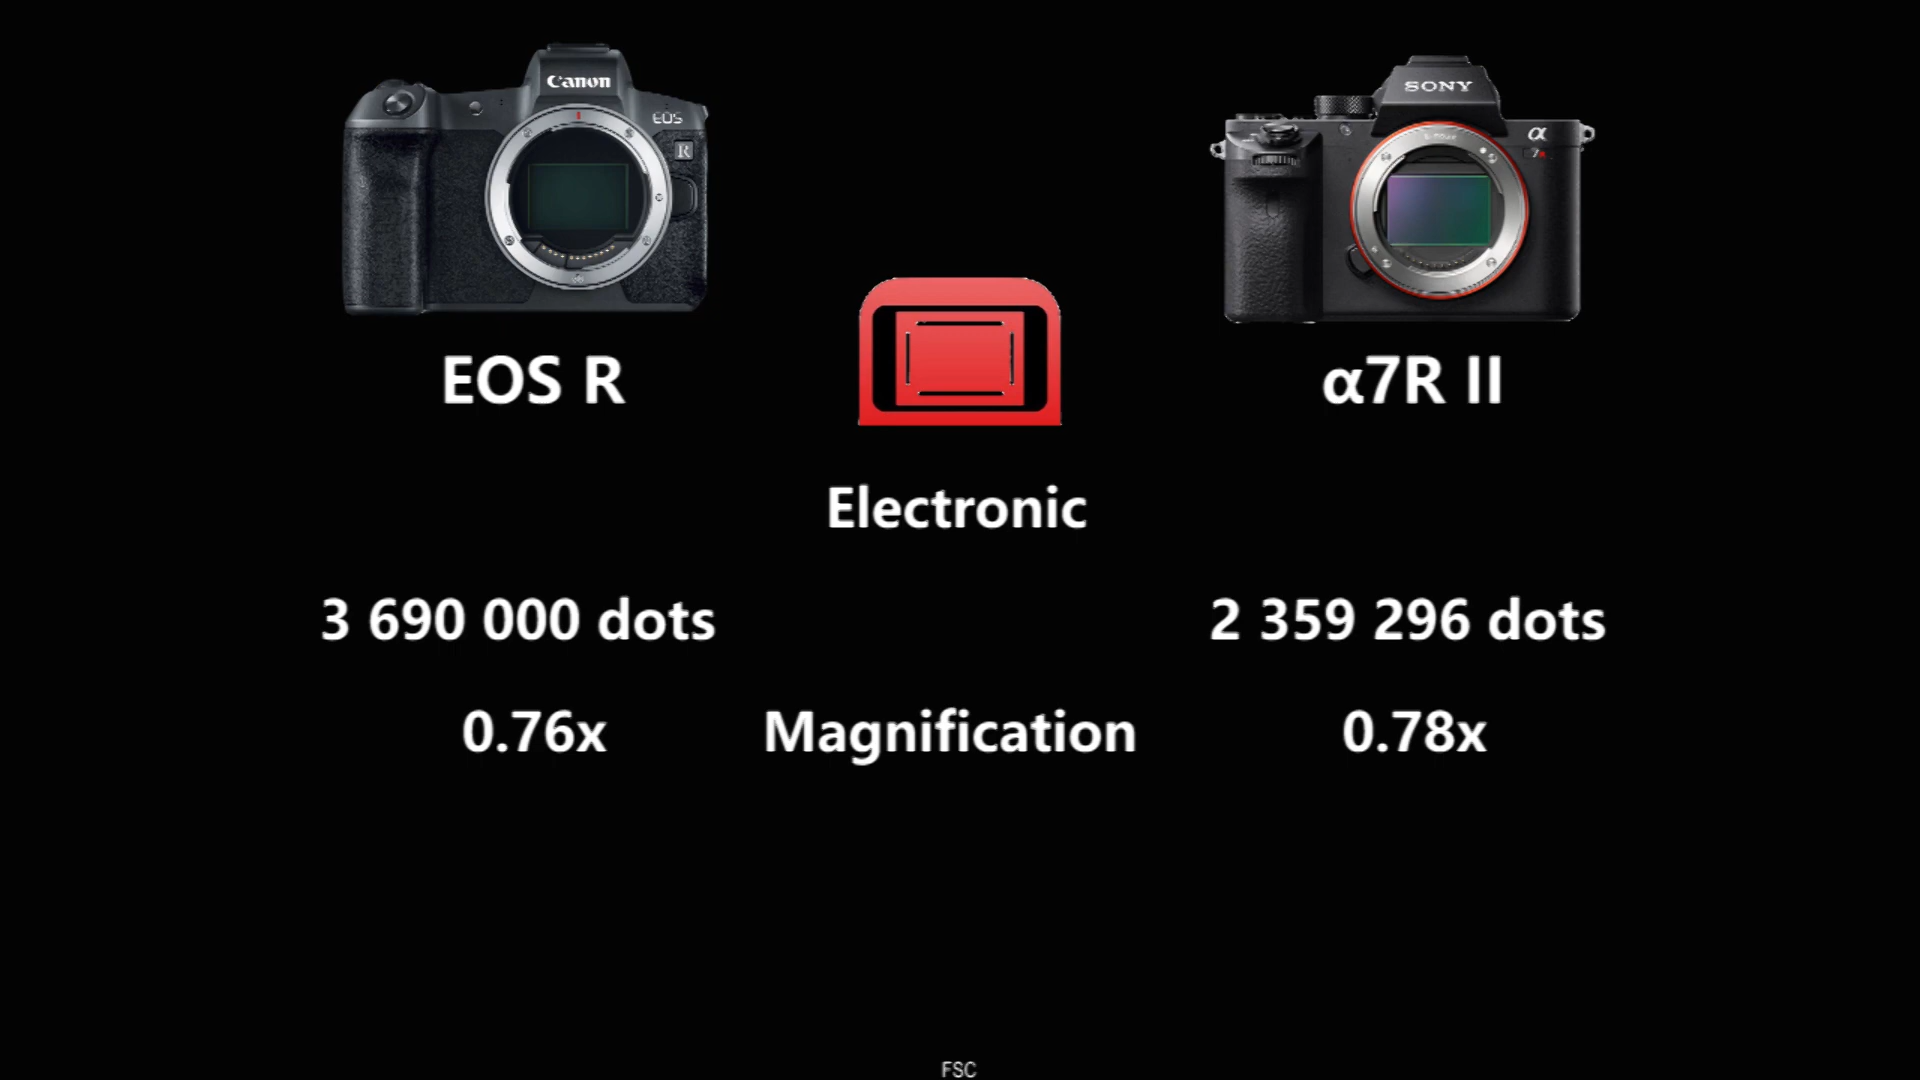 Canon
EOS
R
SONY
α
7R
EOS R
α7R II
Electronic
3 690 000 dots
2 359 296 dots
0.76x
Magnification
0.78x
FSC